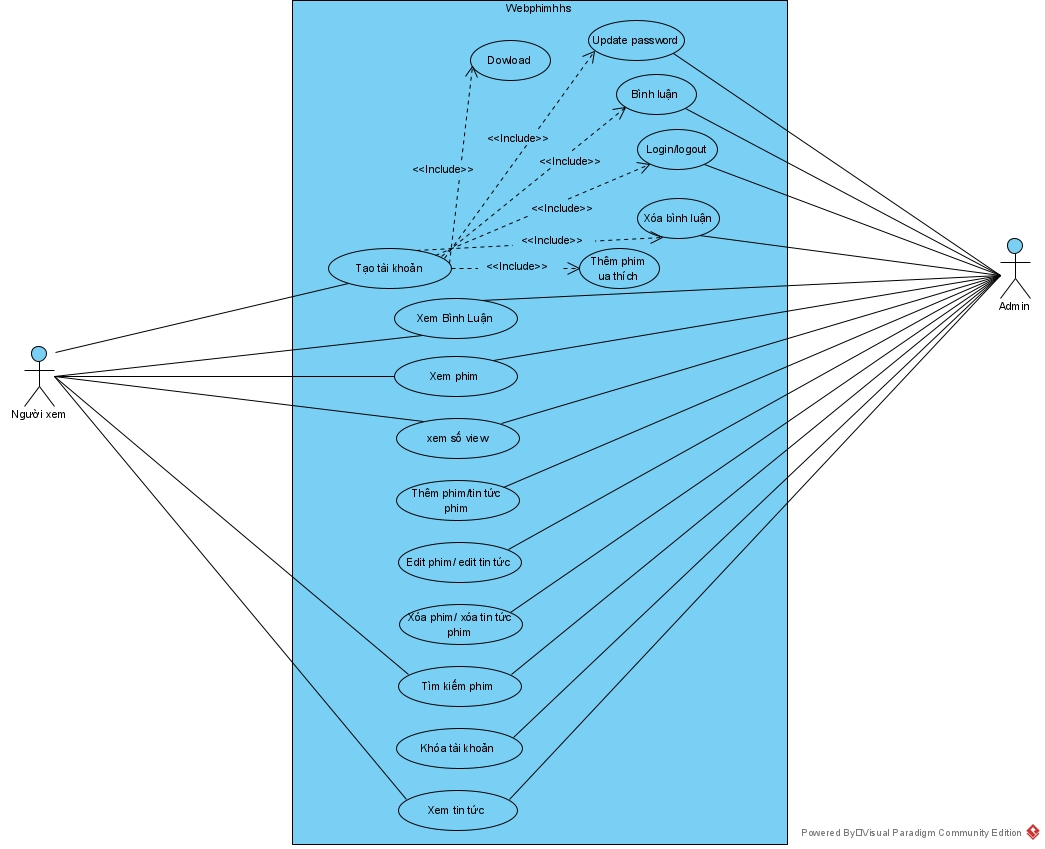 Webphimhhs
Update password
Dowload
Bình luận
<<Include>>
Login/logout
<<Include>>
<<Include>>
<<Include>>
Xóa bình luận
<<Include>>
Thêm phim
ua thích
<<Include>>
Tạo tài khoản
Admin
Xem Bình Luận
Xem phim
Người xem
xem số view
Thêm phim/tin tức
phim
Edit phim/ edit tin tức
Xóa phim/ xóa tin tức
phim
Tìm kiếm phim
Khóa tài khoản
Xem tin tức
Powered By□Visual Paradigm Community Edition